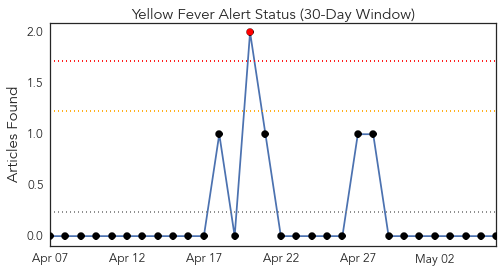 Yellow Fever Alert Status (30-Day Window)
Articles Found
2.0
1.5
1.0
0.5
0.0
Apr 07
Apr 12
Apr 17
Apr 22
Apr 27
May 02